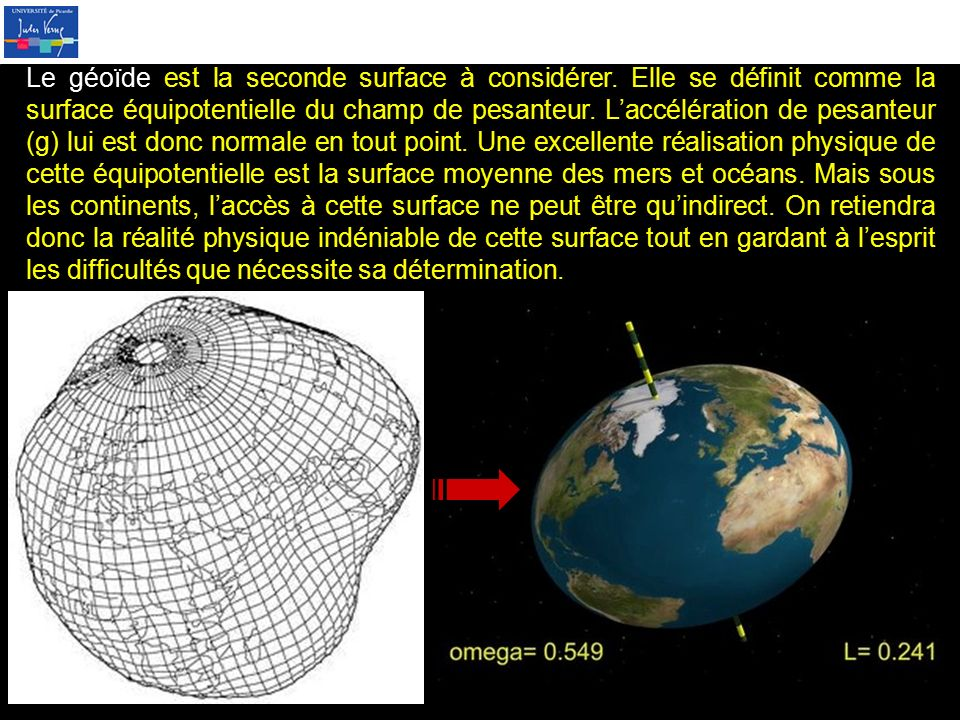 UNIVERSITÉ de Picardie
Jules Verne
Le géoïde est la seconde surface à considérer. Elle se définit comme la
surface équipotentielle du champ de pesanteur. L’accélération de pesanteur
(g) lui est donc normale en tout point. Une excellente réalisation physique de
cette équipotentielle est la surface moyenne des mers et océans. Mais sous
les continents, l’accès à cette surface ne peut être qu’indirect. On retiendra
donc la réalité physique indéniable de cette surface tout en gardant à l’esprit
les difficultés que nécessite sa détermination.
omega= 0.549
L= 0.241